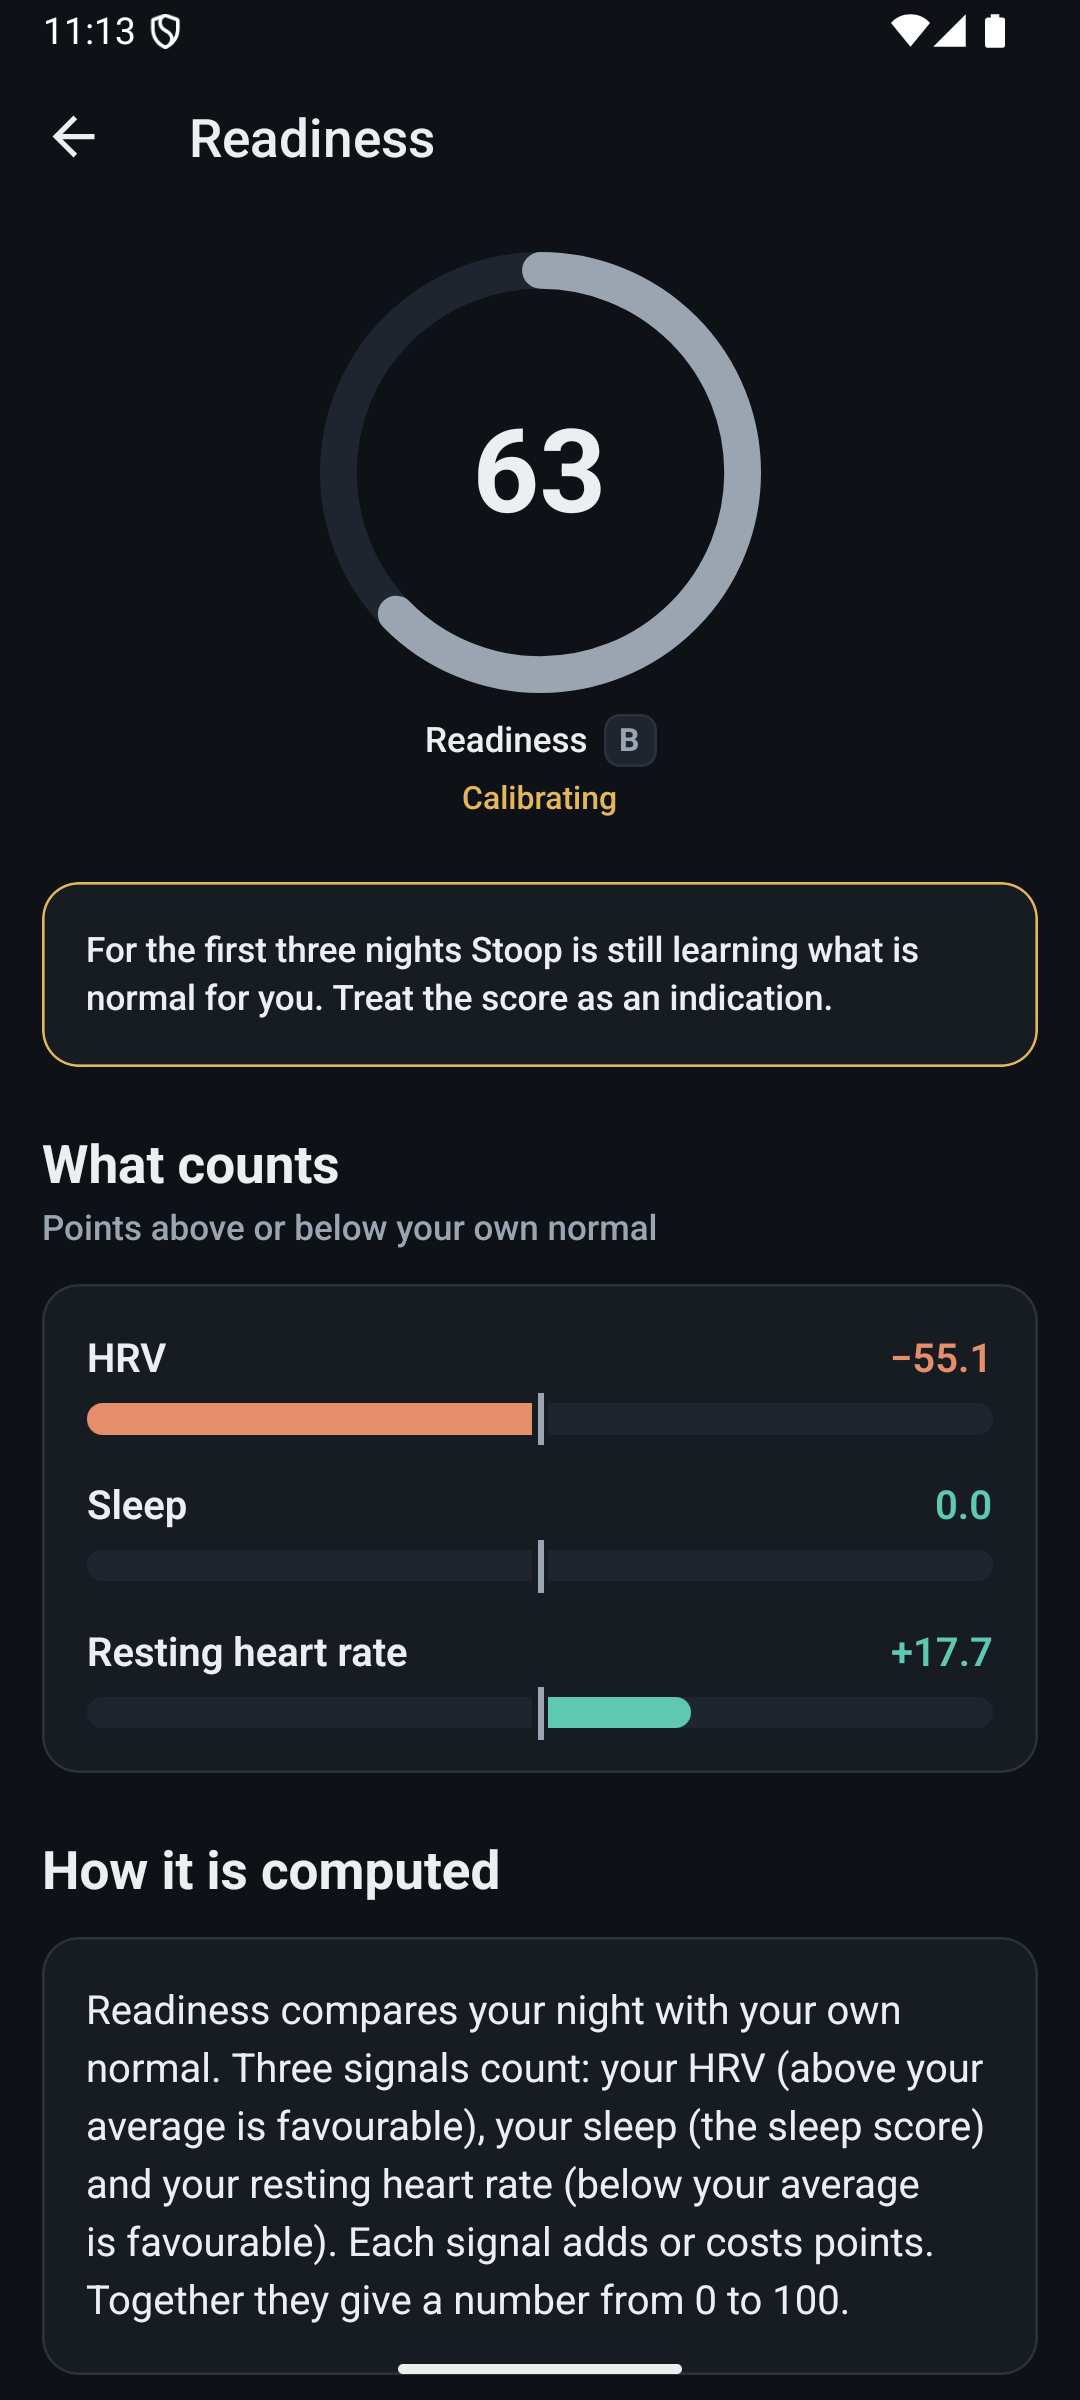 11:13
Readiness
63
Readiness B
Calibrating
For the first three nights Stoop is still learning what is
normal for you. Treat the score as an indication.
What counts
Points above or below your own normal
HRV −55.1
Sleep 0.0
Resting heart rate +17.7
How it is computed
Readiness compares your night with your own
normal. Three signals count: your HRV (above your
average is favourable), your sleep (the sleep score)
and your resting heart rate (below your average
is favourable). Each signal adds or costs points.
Together they give a number from 0 to 100.